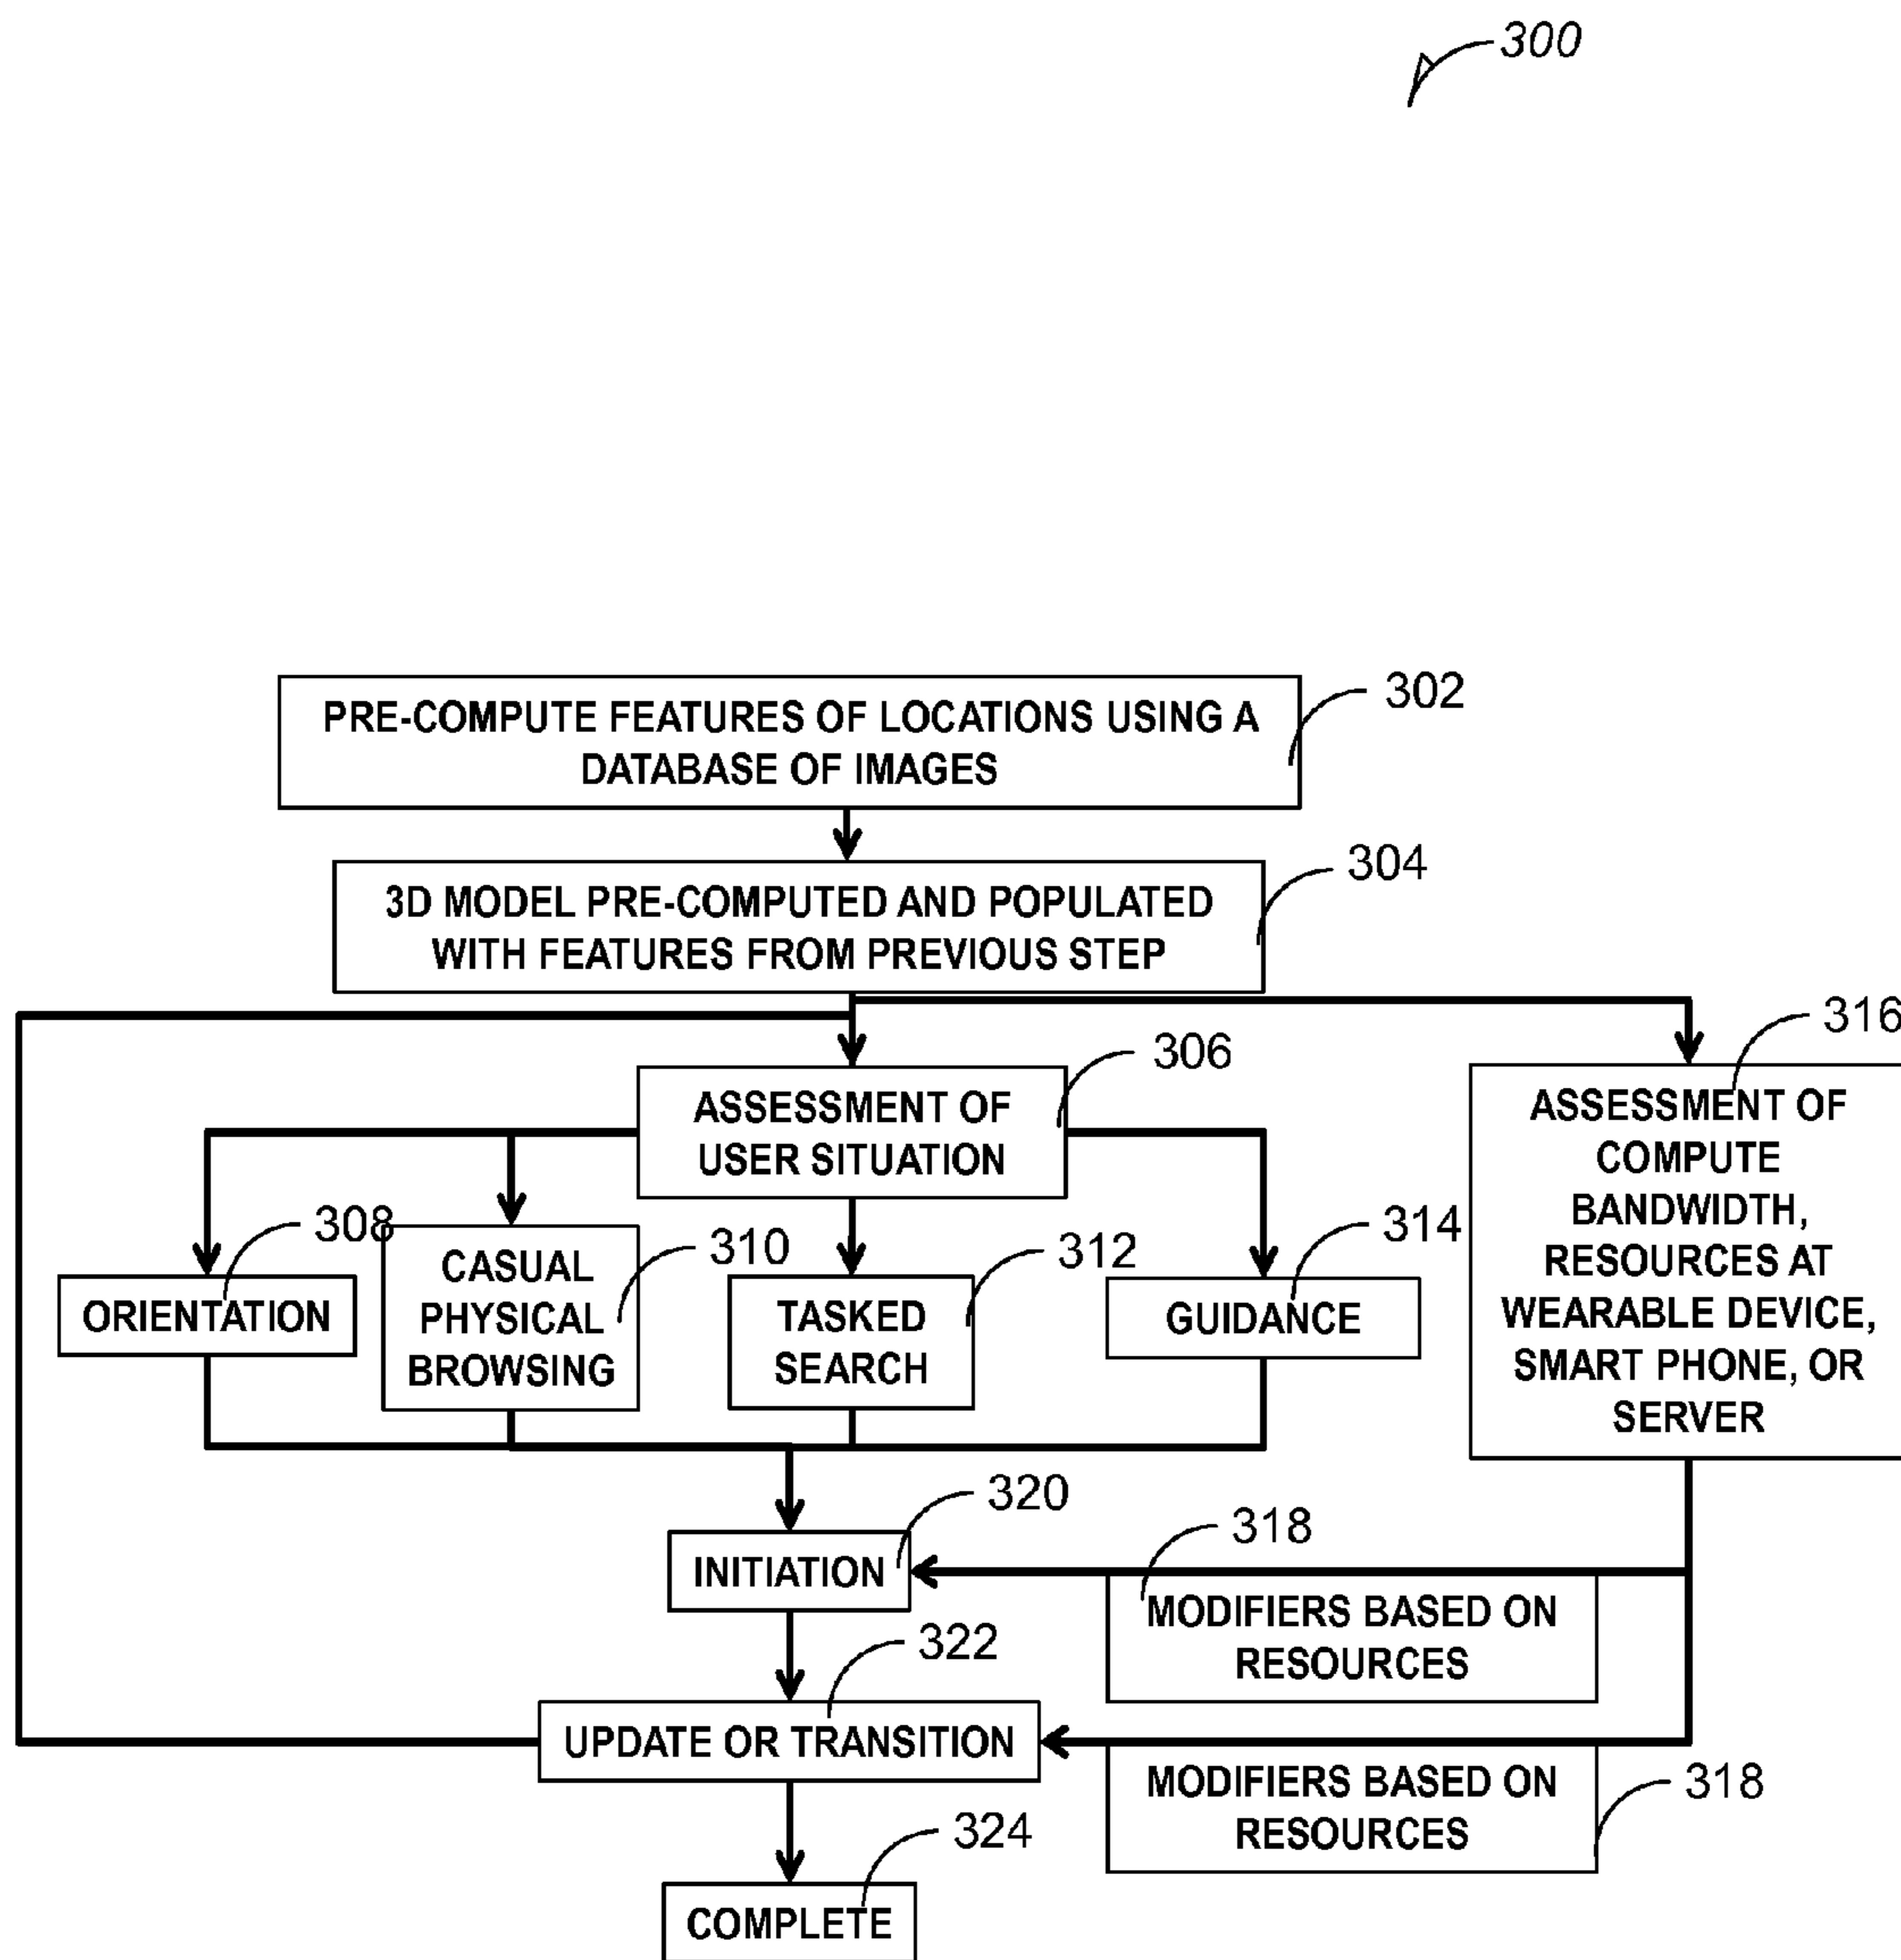 300
PRE-COMPUTE FEATURES OF LOCATIONS USING A
DATABASE OF IMAGES
302
3D MODEL PRE-COMPUTED AND POPULATED
WITH FEATURES FROM PREVIOUS STEP
304
ASSESSMENT OF
USER SITUATION
306
ORIENTATION
308
CASUAL
PHYSICAL
BROWSING
310
TASKED
SEARCH
312
GUIDANCE
314
ASSESSMENT OF
COMPUTE
BANDWIDTH,
RESOURCES AT
WEARABLE DEVICE,
SMART PHONE, OR
SERVER
316
INITIATION
320
MODIFIERS BASED ON
RESOURCES
318
UPDATE OR TRANSITION
322
MODIFIERS BASED ON
RESOURCES
318
COMPLETE
324